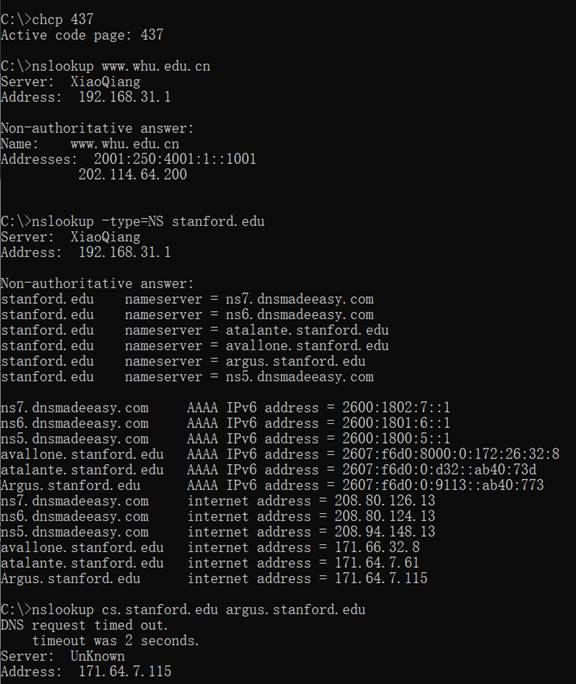 C:\>chcp 437
Active code page: 437
C:\>nslookup www.whu.edu.cn
Server:  XiaoQiang
Address:  192.168.31.1
Non-authoritative answer:
Name:    www.whu.edu.cn
Addresses:  2001:250:4001:1::1001
          202.114.64.200
C:\>nslookup -type=NS stanford.edu
Server:  XiaoQiang
Address:  192.168.31.1
Non-authoritative answer:
stanford.edu    nameserver = ns7.dnsmadeeasy.com
stanford.edu    nameserver = ns6.dnsmadeeasy.com
stanford.edu    nameserver = atalante.stanford.edu
stanford.edu    nameserver = avallone.stanford.edu
stanford.edu    nameserver = argus.stanford.edu
stanford.edu    nameserver = ns5.dnsmadeeasy.com
ns7.dnsmadeeasy.com     AAAA IPv6 address = 2600:1802:7::1
ns6.dnsmadeeasy.com     AAAA IPv6 address = 2600:1801:6::1
ns5.dnsmadeeasy.com     AAAA IPv6 address = 2600:1800:5::1
avallone.stanford.edu   AAAA IPv6 address = 2607:f6d0:8000:0:172:26:32:8
atalante.stanford.edu   AAAA IPv6 address = 2607:f6d0:0:d32::ab40:73d
Argus.stanford.edu      AAAA IPv6 address = 2607:f6d0:0:9113::ab40:773
ns7.dnsmadeeasy.com     internet address = 208.80.126.13
ns6.dnsmadeeasy.com     internet address = 208.80.124.13
ns5.dnsmadeeasy.com     internet address = 208.94.148.13
avallone.stanford.edu   internet address = 171.66.32.8
atalante.stanford.edu   internet address = 171.64.7.61
Argus.stanford.edu      internet address = 171.64.7.115
C:\>nslookup cs.stanford.edu argus.stanford.edu
DNS request timed out.
    timeout was 2 seconds.
Server:  UnKnown
Address:  171.64.7.115